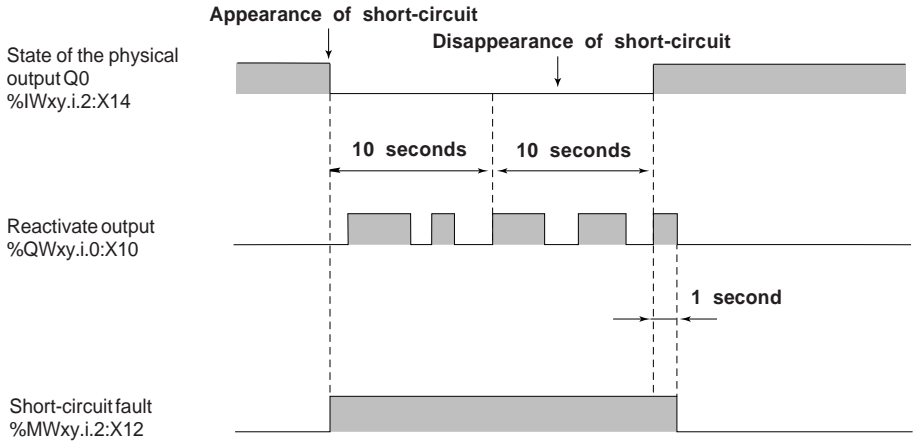 Appearance of short-circuit
Disappearance of short-circuit
State of the physical
output Q0
%IWxy.i.2:X14
10 seconds
10 seconds
Reactivate output
%QWxy.i.0:X10
1 second
Short-circuit fault
%MWxy.i.2:X12